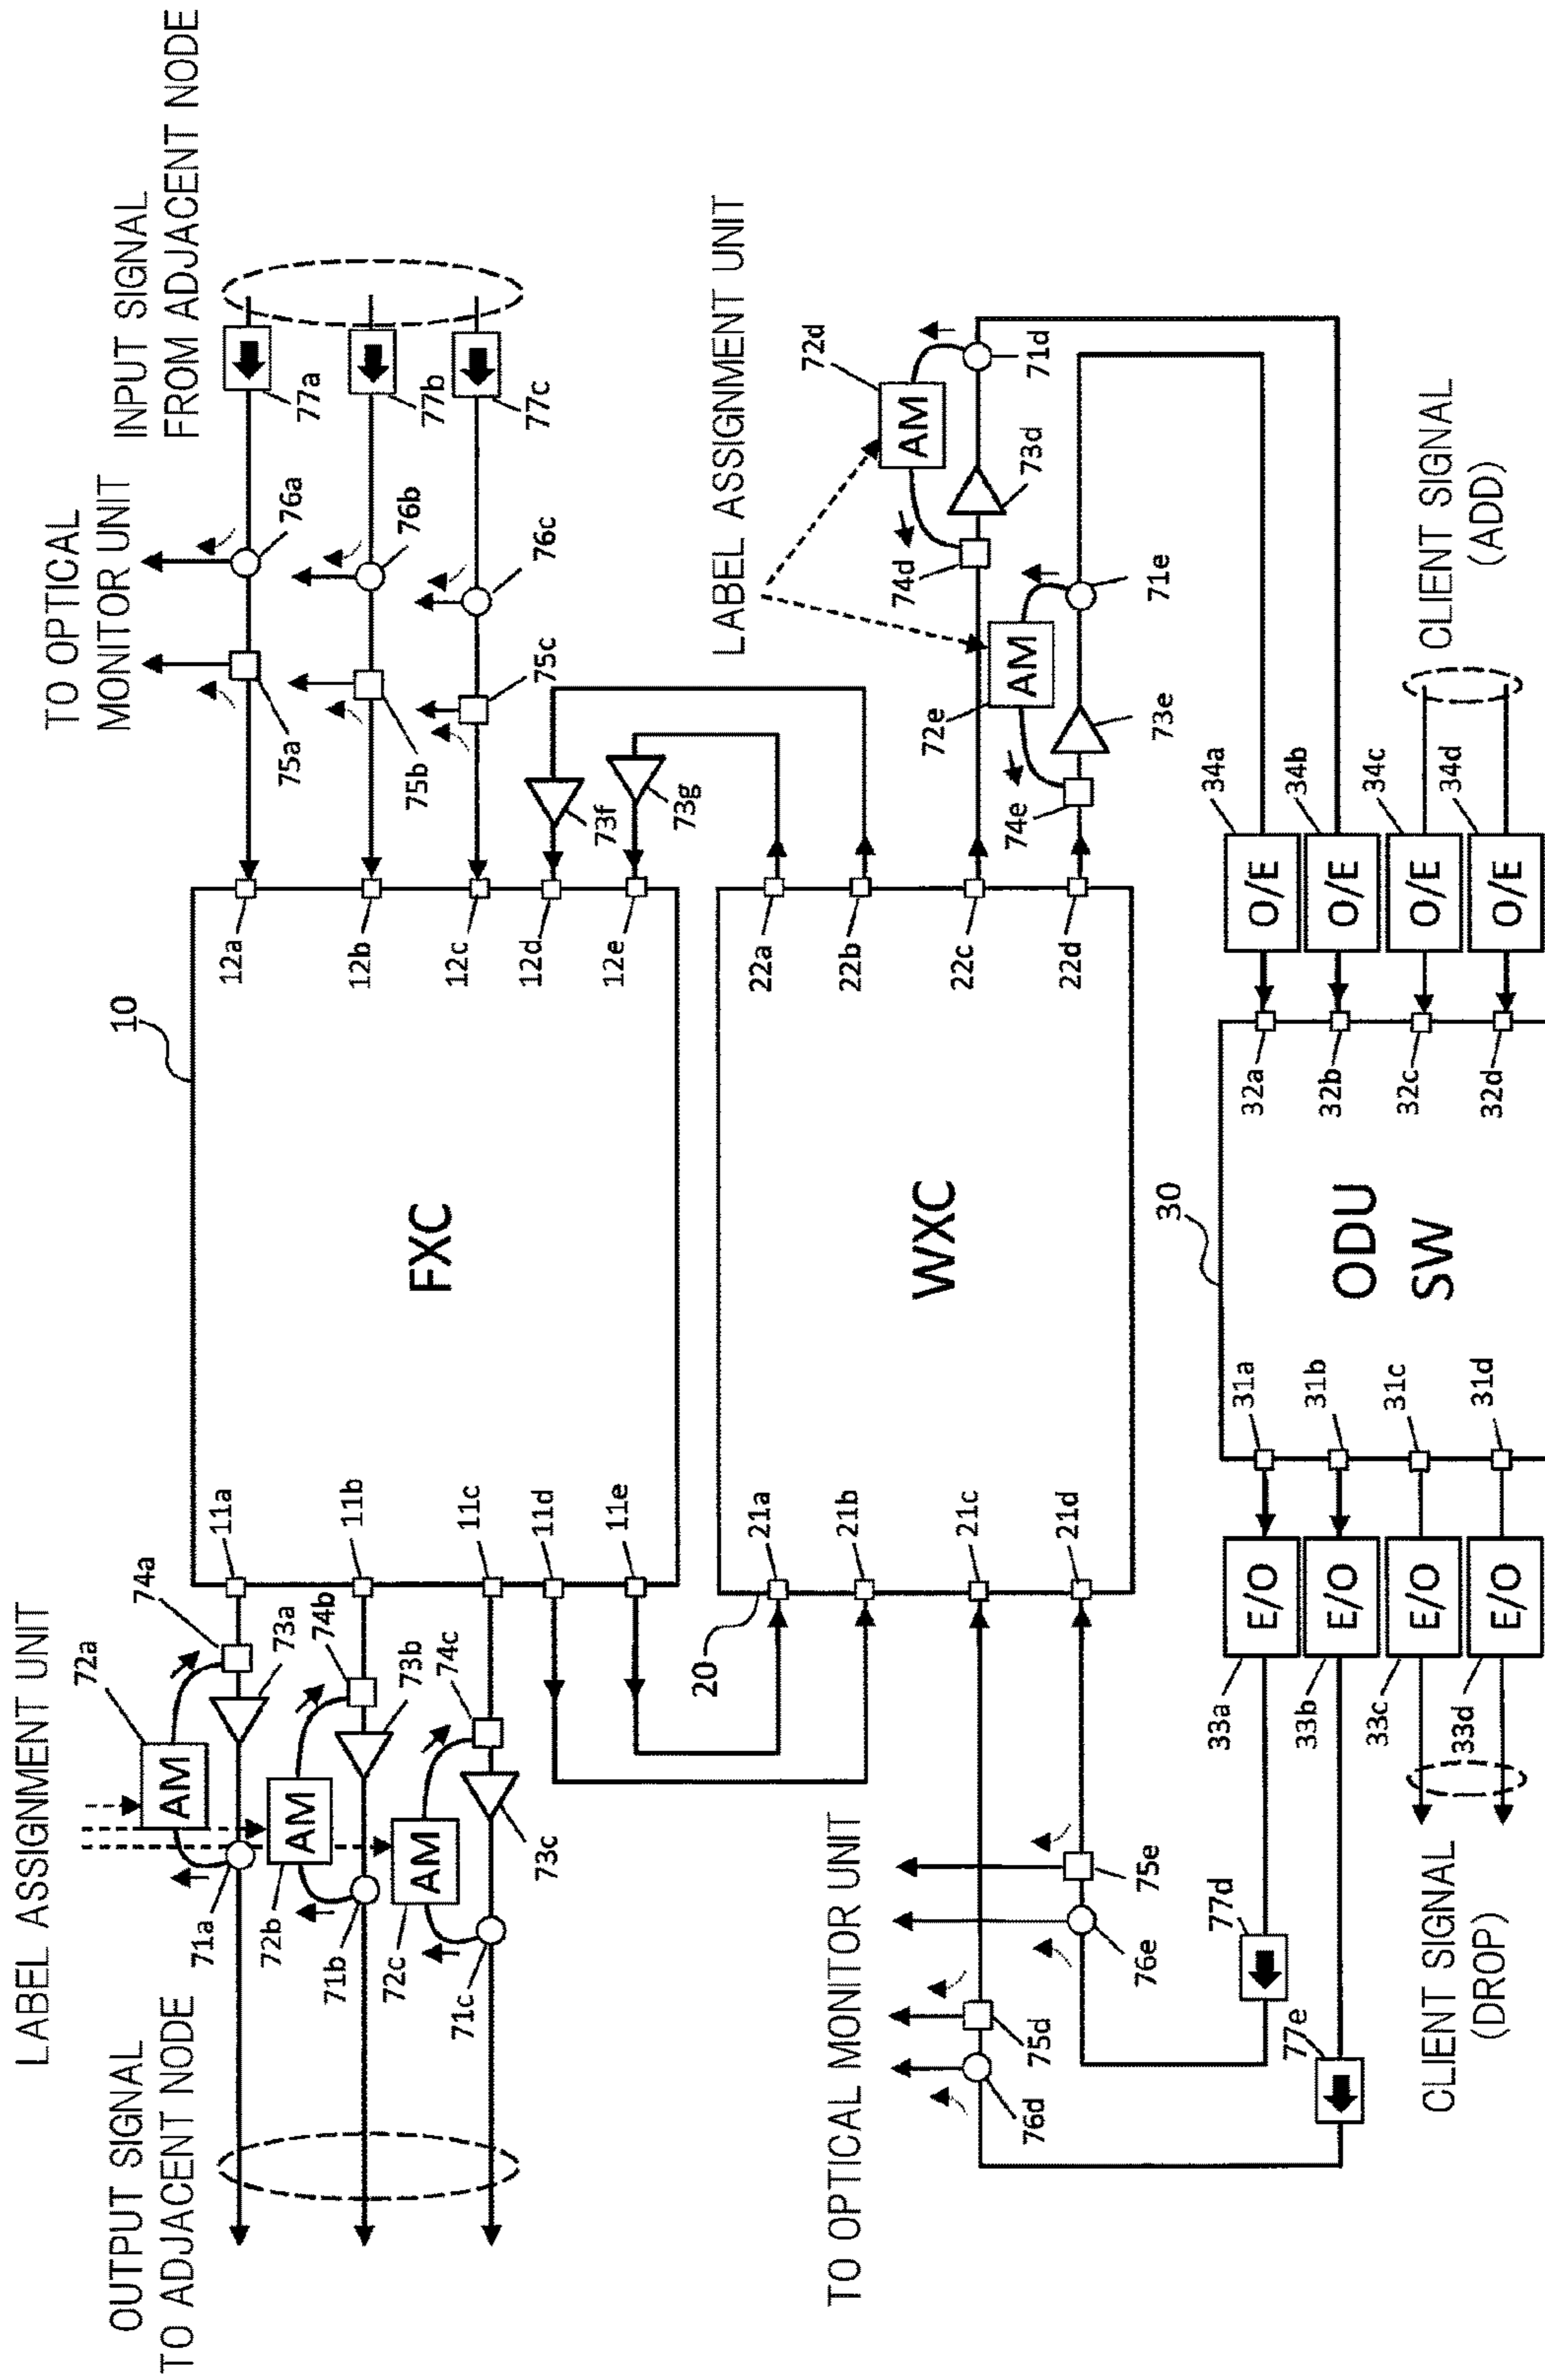 LABEL ASSIGNMENT UNIT
OUTPUT SIGNAL
TO ADJACENT NODE
TO OPTICAL
MONITOR UNIT
INPUT SIGNAL
FROM ADJACENT NODE
72a
74a
11a
10
12a
75a
76a
77a
AM
71a
73a
72b
AM
74b
71b
73b
11b
12b
75b
76b
77b
72c
AM
74c
71c
73c
11c
FXC
12c
75c
76c
77c
11d
12d
73f
11e
12e
73g
LABEL ASSIGNMENT UNIT
20
21a
22a
21b
22b
72d
AM
74d
73d
71d
TO OPTICAL MONITOR UNIT
76d
75d
21c
WXC
22c
72e
AM
74e
73e
71e
76e
75e
21d
22d
77d
77e
33a
E/O
31a
30
32a
O/E
34a
33b
E/O
31b
ODU
SW
32b
O/E
34b
33c
E/O
31c
32c
O/E
34c
33d
E/O
31d
32d
O/E
34d
CLIENT SIGNAL
(DROP)
CLIENT SIGNAL
(ADD)